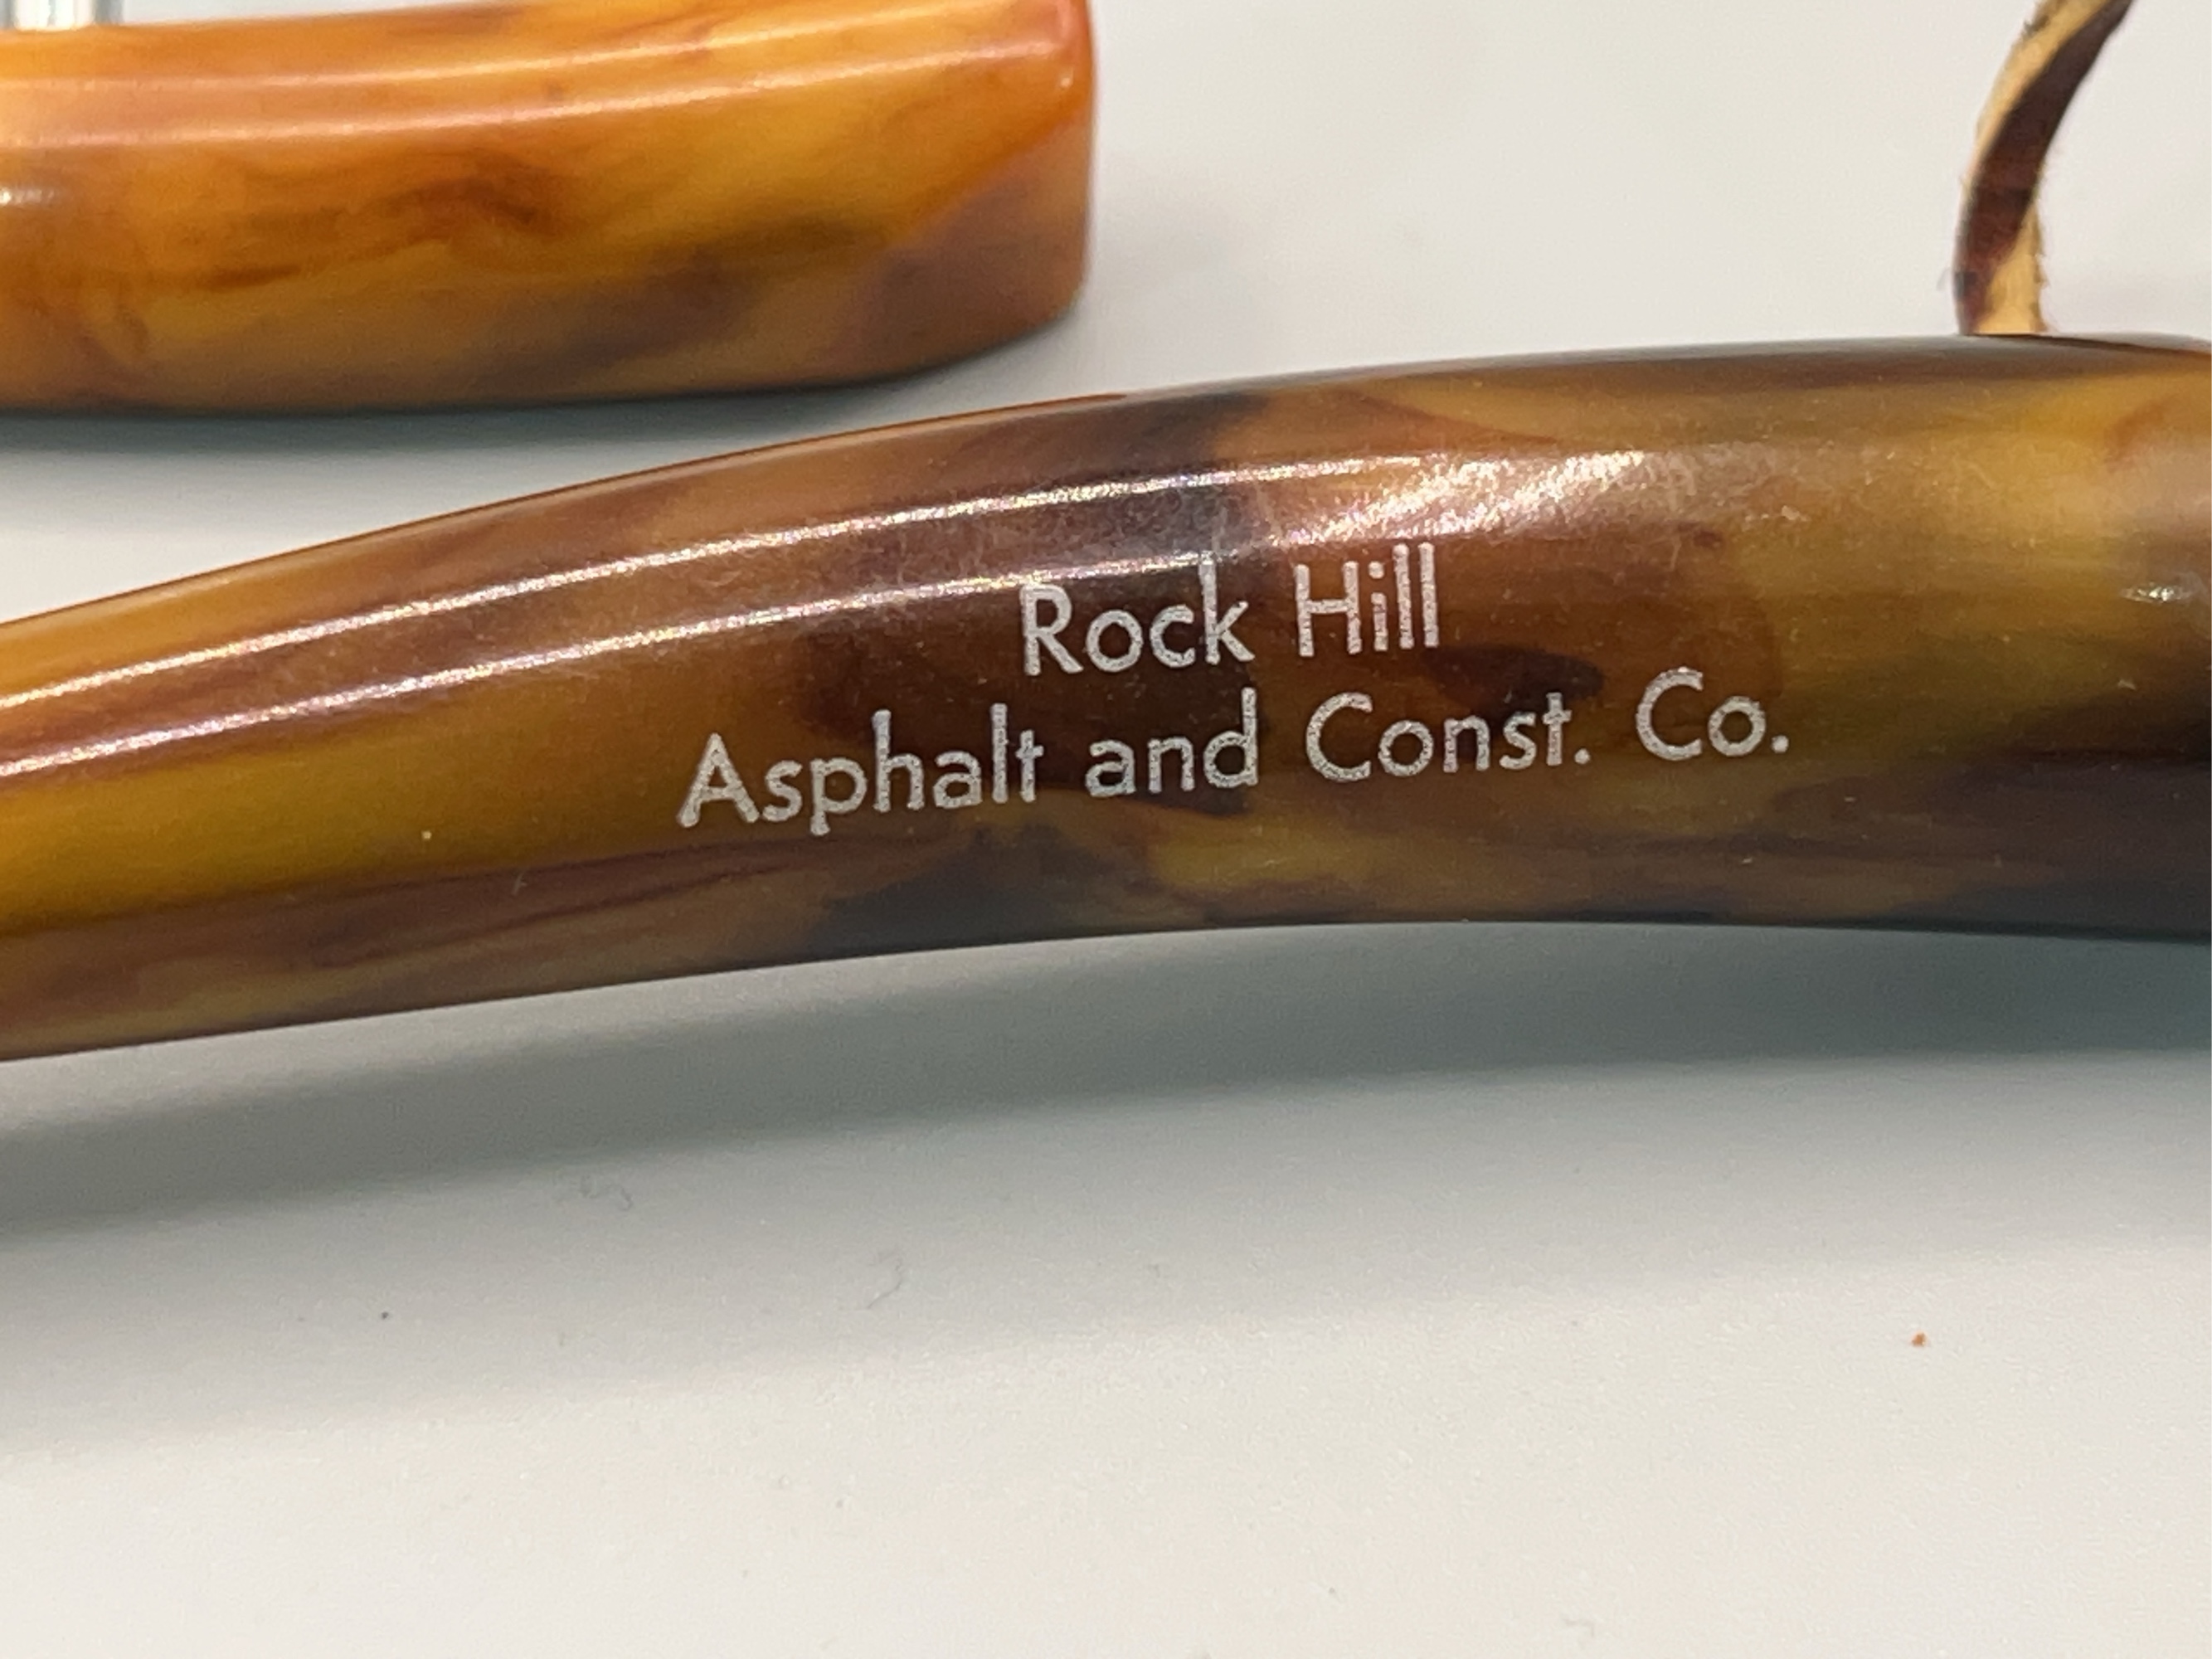 Rock Hill
Asphalt and Const. Co.